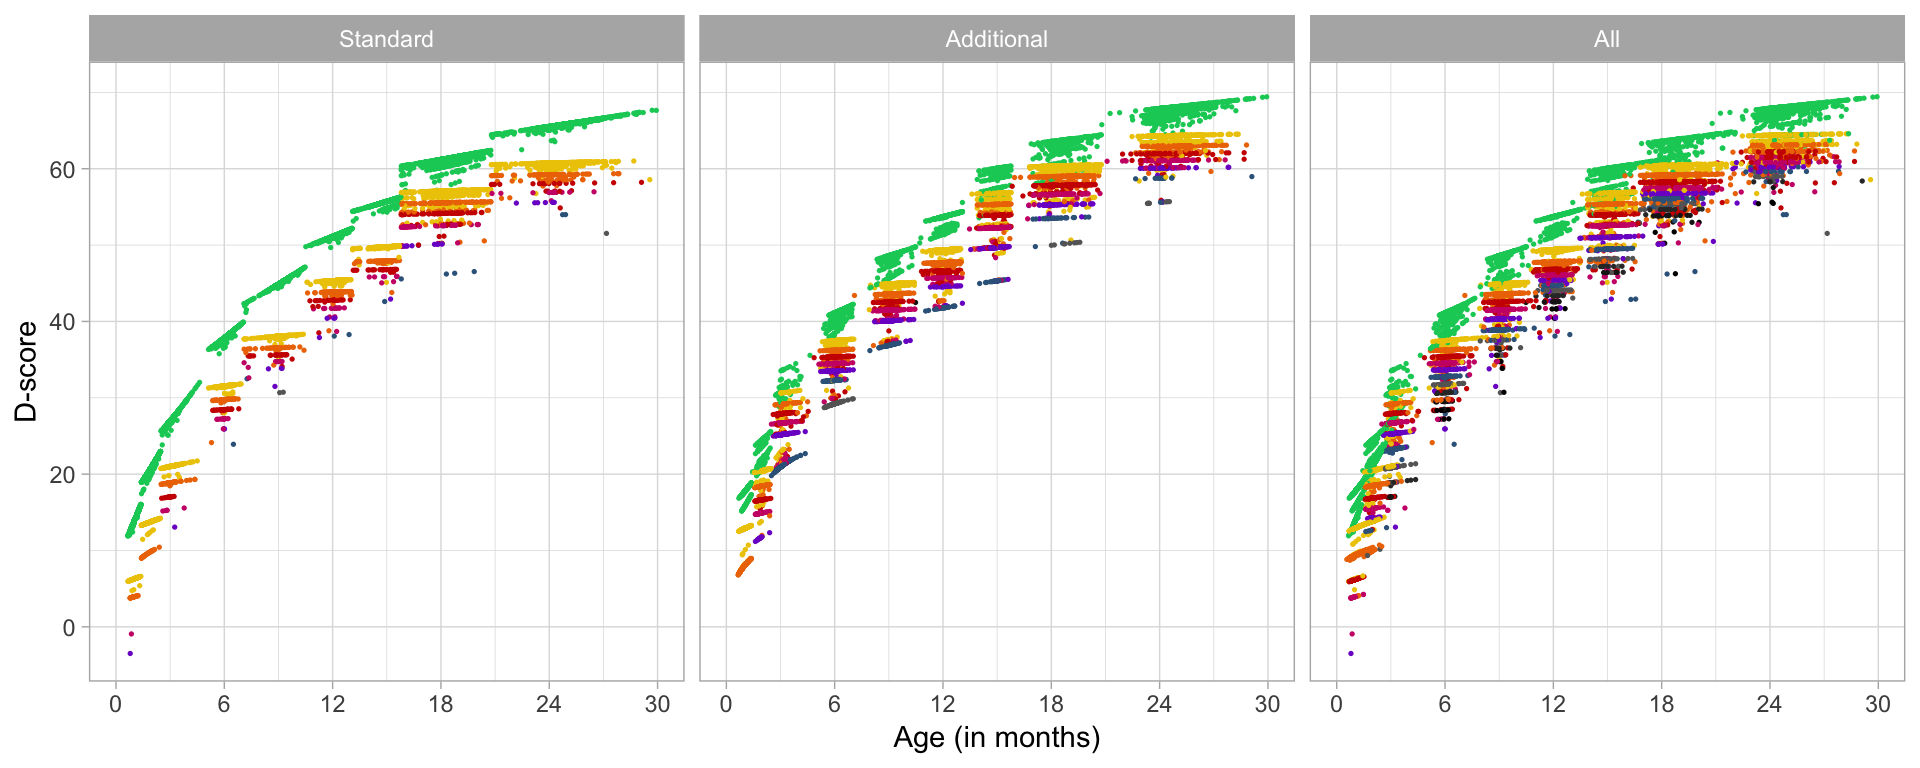 Standard Additional All
D-score
60
40
20
0
0 6 12 18 24 30 0 6 12 18 24 30 0 6 12 18 24 30
Age (in months)